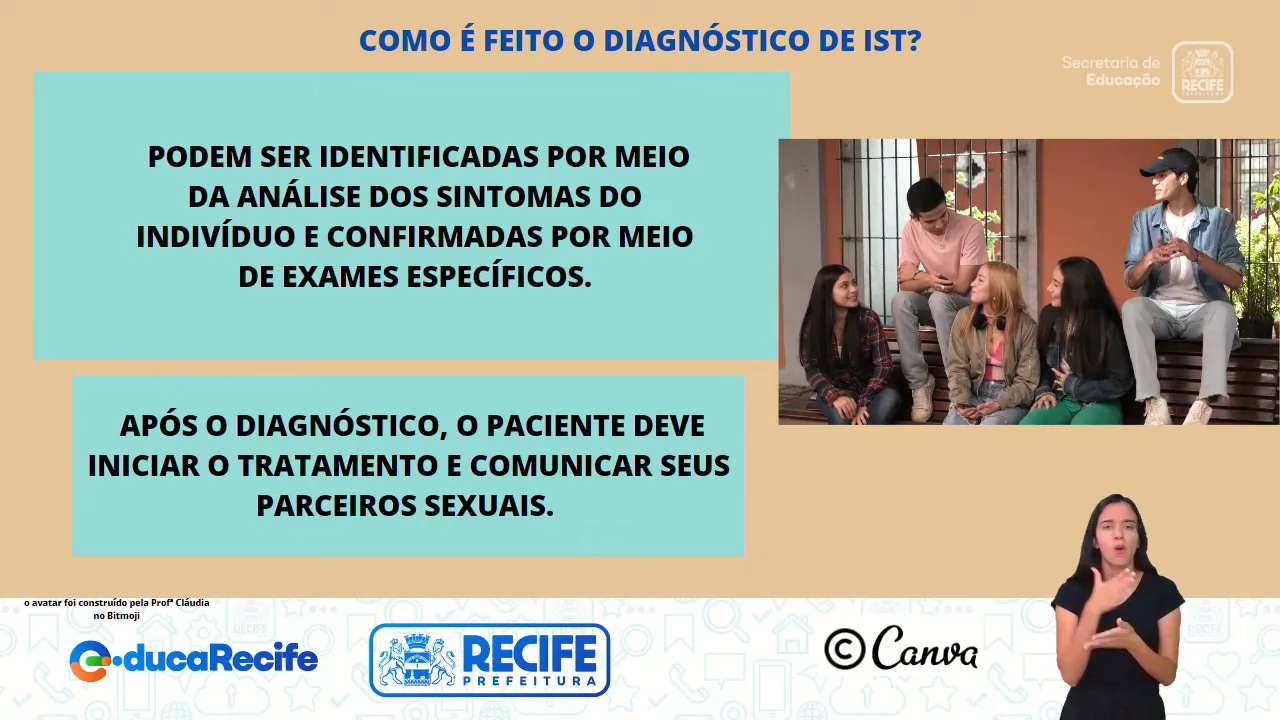 COMO É FEITO O DIAGNÓSTICO DE IST?
Secretaria de
Educação
RECIFE
PREFEITURA
PODEM SER IDENTIFICADAS POR MEIO
DA ANÁLISE DOS SINTOMAS DO
INDIVÍDUO E CONFIRMADAS POR MEIO
DE EXAMES ESPECÍFICOS.
APÓS O DIAGNÓSTICO, O PACIENTE DEVE
INICIAR O TRATAMENTO E COMUNICAR SEUS
PARCEIROS SEXUAIS.
o avatar foi construído pela Profª Cláudia
no Bitmoji
educaRecife
RECIFE
PREFEITURA
© Canva